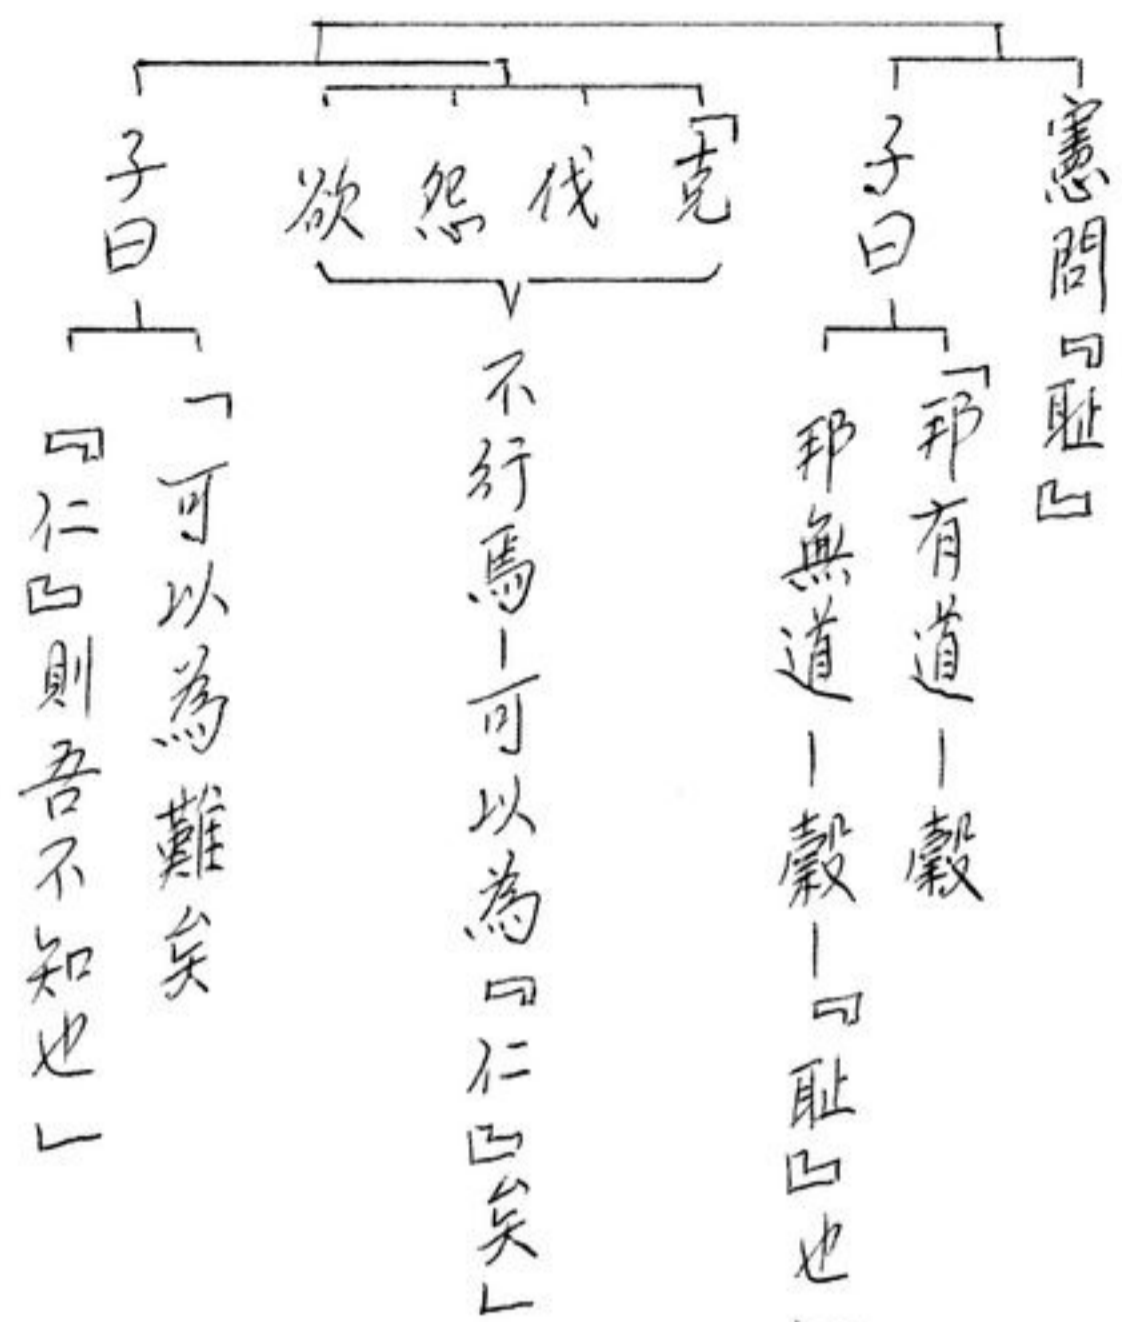 憲問『恥』
子曰
「邦有道－穀
邦無道－穀－『恥』也
「克
伐
怨
欲
不行焉－可以為『仁』矣」
子曰
「可以為難矣
『仁』則吾不知也」